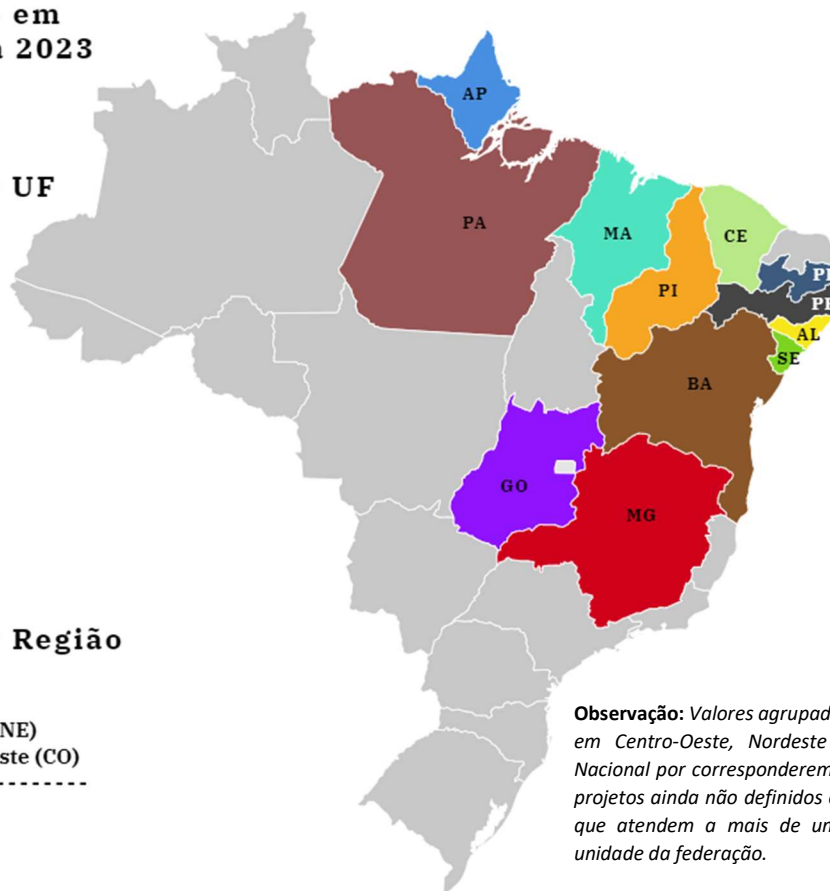 em
2023
UF
AP
PA
MA
CE
PI
AL
SE
BA
GO
MG
Região
NE)
ste (CO)
Observação: Valores agrupad
em Centro-Oeste, Nordeste
Nacional por corresponderem
projetos ainda não definidos
que atendem a mais de un
unidade da federação.